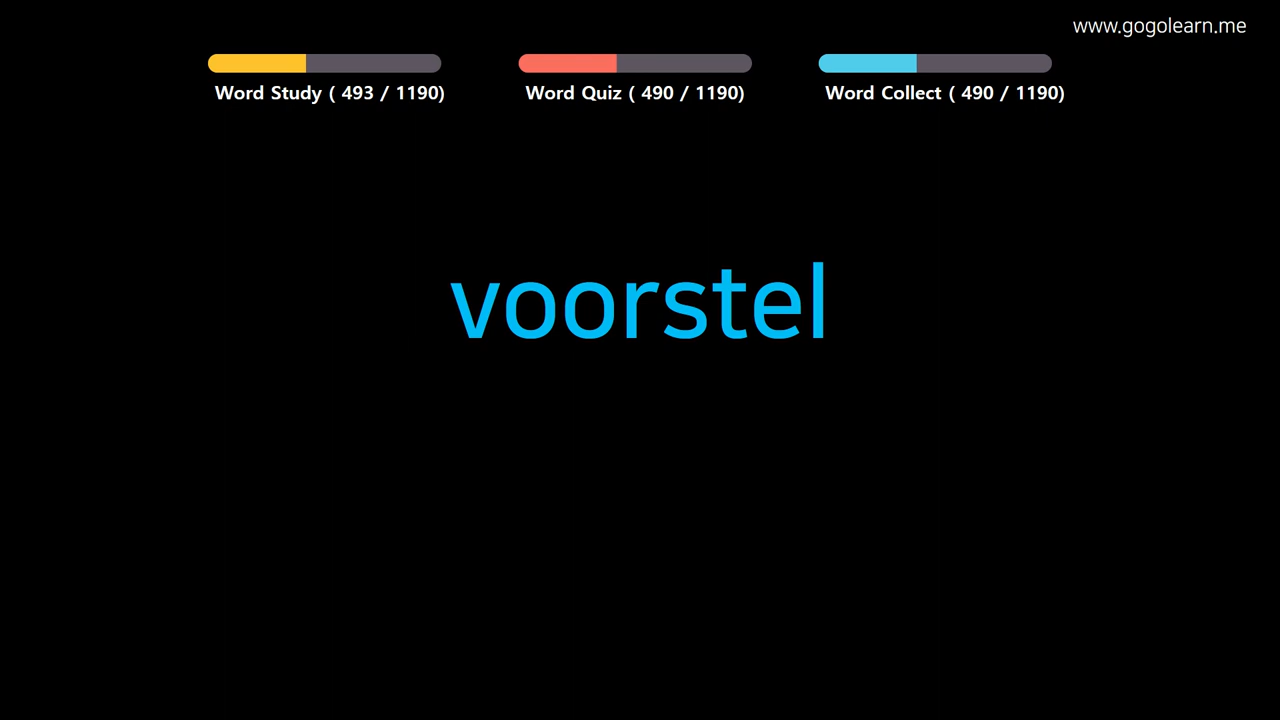 www.gogolearn.me
Word Study ( 493 / 1190)
Word Quiz ( 490 / 1190)
Word Collect ( 490 / 1190)
voorstel